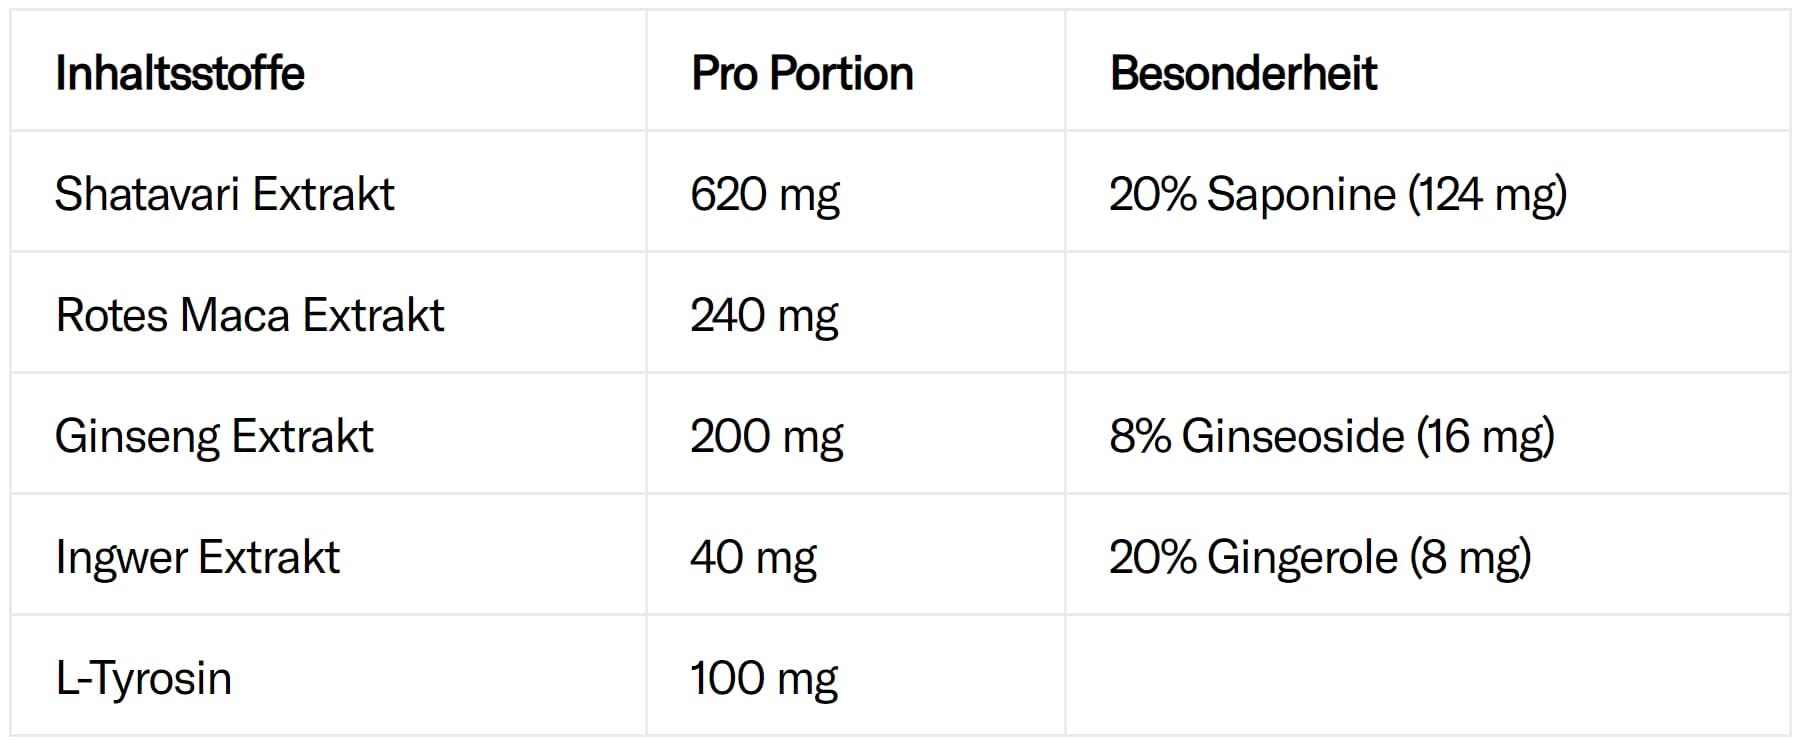 Inhaltsstoffe Pro Portion Besonderheit
Shatavari Extrakt 620 mg 20% Saponine (124 mg)
Rotes Maca Extrakt 240 mg
Ginseng Extrakt 200 mg 8% Ginseoside (16 mg)
Ingwer Extrakt 40 mg 20% Gingerole (8 mg)
L-Tyrosin 100 mg